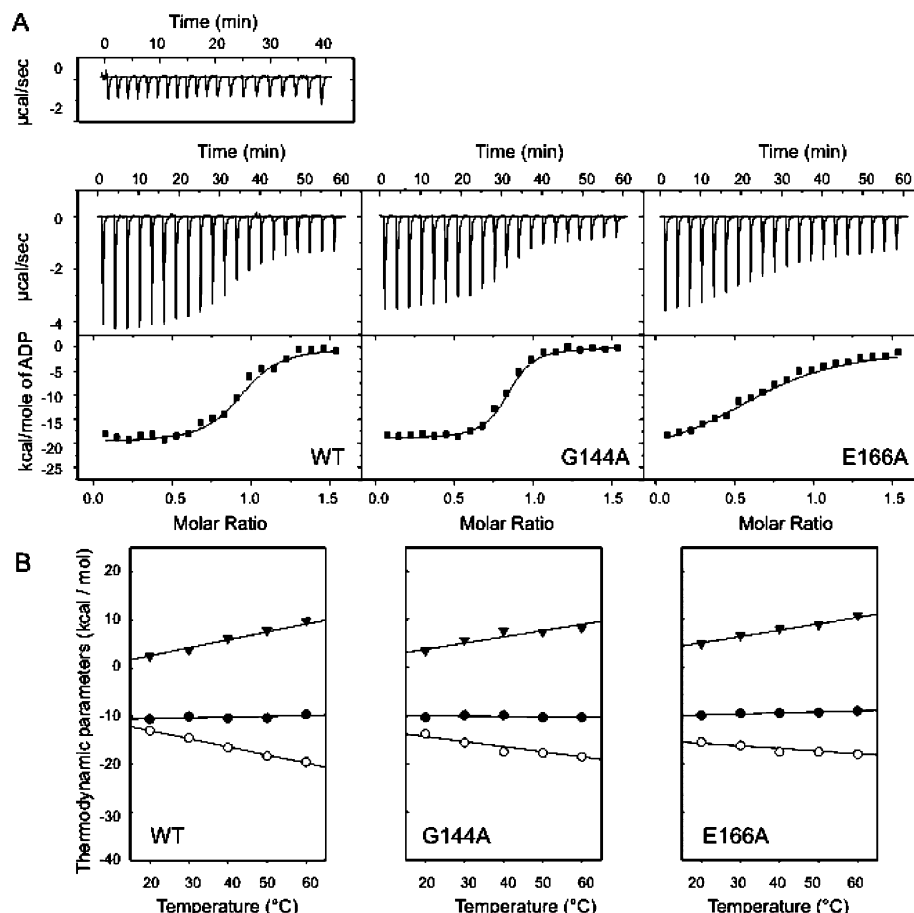 A
Time (min)
0 10 20 30 40
µcal/sec
0
-2
Time (min) Time (min) Time (min)
0 10 20 30 40 50 60 0 10 20 30 40 50 60 0 10 20 30 40 50 60
µcal/sec
0
-2
-4
kcal/mole of ADP
0
-5
-10
-15
-20
-25
WT G144A E166A
0.0 0.5 1.0 1.5 0.0 0.5 1.0 1.5 0.0 0.5 1.0 1.5
Molar Ratio Molar Ratio Molar Ratio
B
Thermodynamic parameters (kcal / mol)
20
10
0
-10
-20
-30
-40
WT G144A E166A
20 30 40 50 60 20 30 40 50 60 20 30 40 50 60
Temperature (°C) Temperature (°C) Temperature (°C)